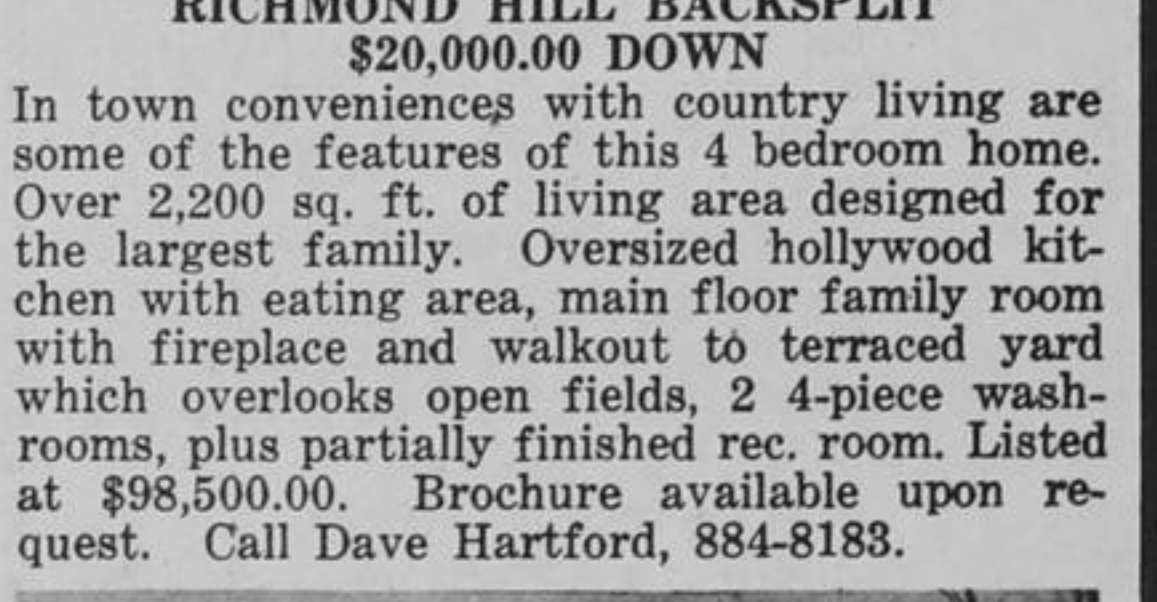 RICHMOND HILL BACKSPLIT
$20,000.00 DOWN
In town conveniences with country living are
some of the features of this 4 bedroom home.
Over 2,200 sq. ft. of living area designed for
the largest family. Oversized hollywood kit-
chen with eating area, main floor family room
with fireplace and walkout to terraced yard
which overlooks open fields, 2 4-piece wash-
rooms, plus partially finished rec. room. Listed
at $98,500.00. Brochure available upon re-
quest. Call Dave Hartford, 884-8183.